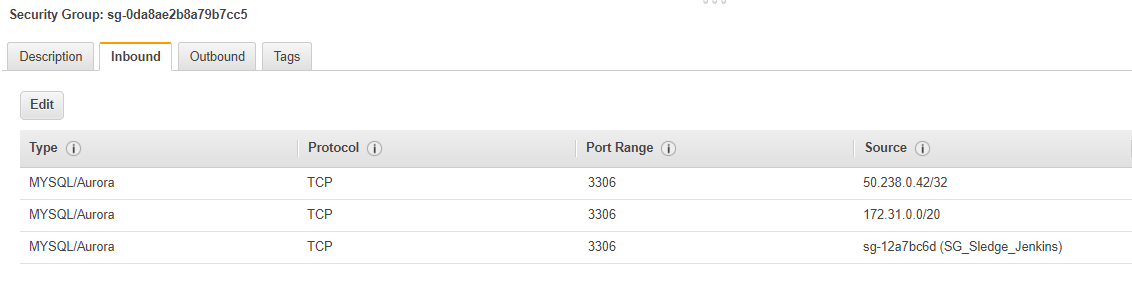 Security Group: sg-0da8ae2b8a79b7cc5
Description Inbound Outbound Tags
Edit
Type i Protocol i Port Range i Source i
MYSQL/Aurora TCP 3306 50.238.0.42/32
MYSQL/Aurora TCP 3306 172.31.0.0/20
MYSQL/Aurora TCP 3306 sg-12a7bc6d (SG_Sledge_Jenkins)